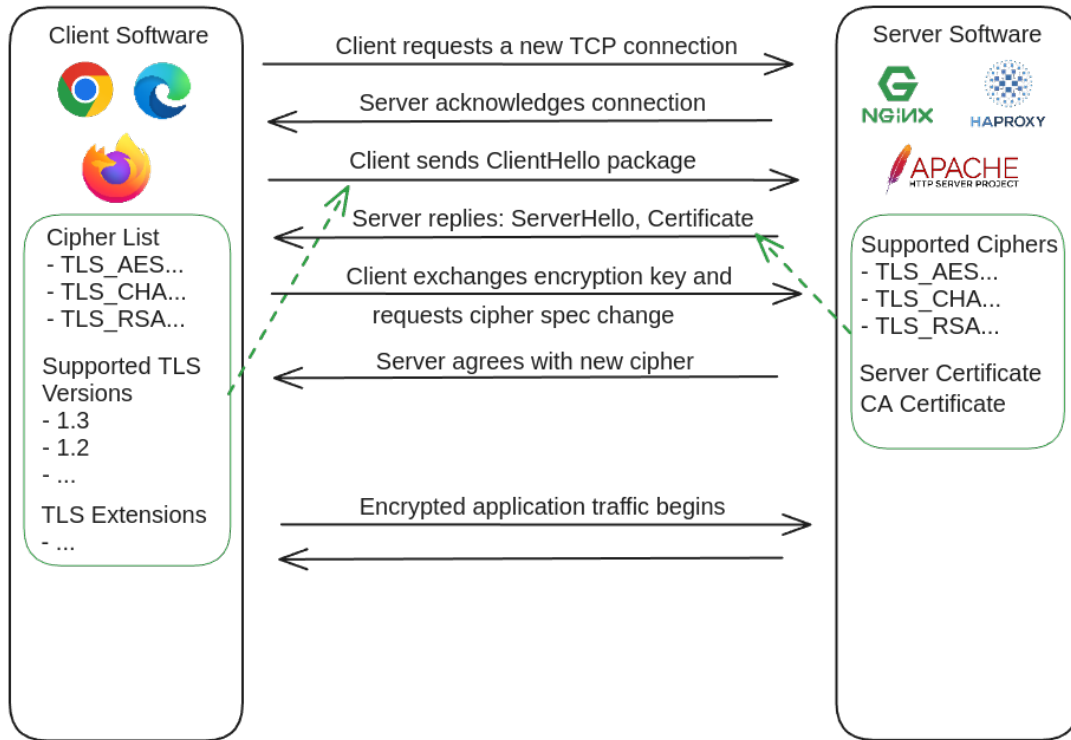 Client Software
Cipher List
- TLS_AES...
- TLS_CHA...
- TLS_RSA...
Supported TLS
Versions
- 1.3
- 1.2
- ...
TLS Extensions
- ...
Client requests a new TCP connection
Server acknowledges connection
Client sends ClientHello package
Server replies: ServerHello, Certificate
Client exchanges encryption key and
requests cipher spec change
Server agrees with new cipher
Encrypted application traffic begins
Server Software
NGiNX
HAPROXY
APACHE
HTTP SERVER PROJECT
Supported Ciphers
- TLS_AES...
- TLS_CHA...
- TLS_RSA...
Server Certificate
CA Certificate